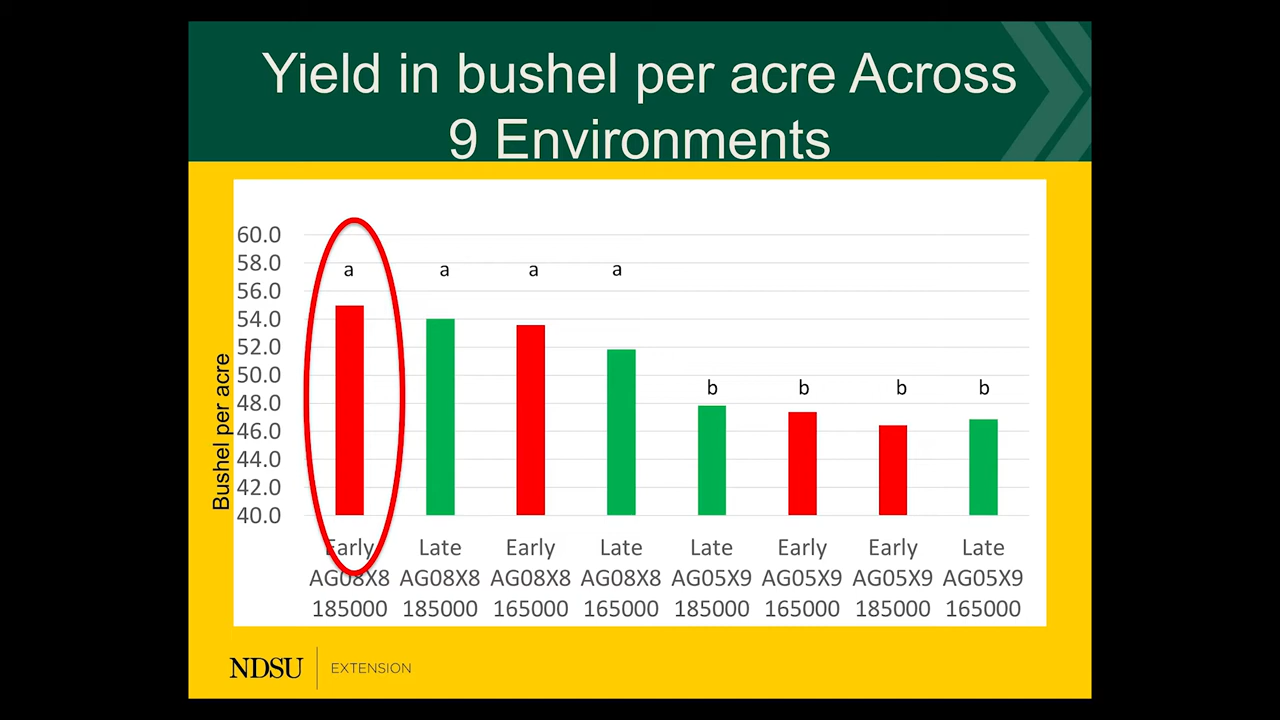 Yield in bushel per acre Across
9 Environments
Bushel per acre
60.0
58.0
56.0
54.0
52.0
50.0
48.0
46.0
44.0
42.0
40.0
a a a a b b b b
Early Late Early Late Late Early Early Late
AG08X8 AG08X8 AG08X8 AG08X8 AG05X9 AG05X9 AG05X9 AG05X9
185000 185000 165000 165000 185000 165000 185000 165000
NDSU EXTENSION